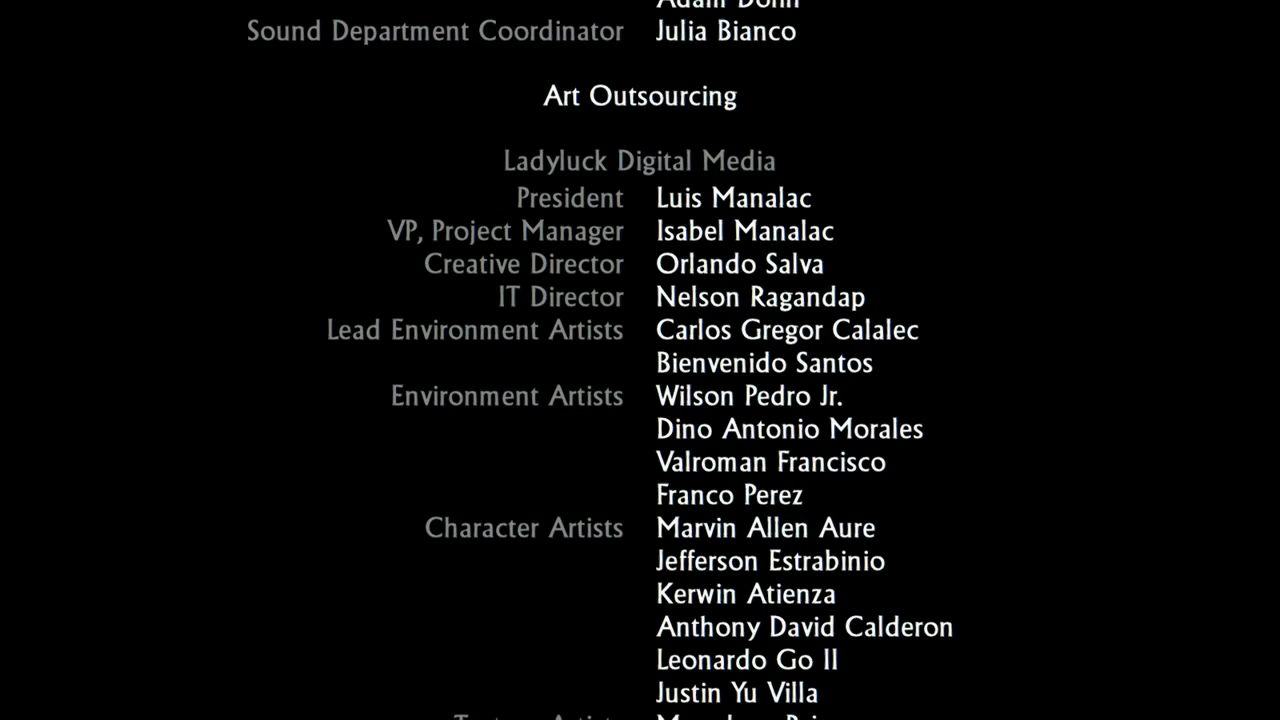 Sound Department Coordinator Julia Bianco
Art Outsourcing
Ladyluck Digital Media
President Luis Manalac
VP, Project Manager Isabel Manalac
Creative Director Orlando Salva
IT Director Nelson Ragandap
Lead Environment Artists Carlos Gregor Calalec
Bienvenido Santos
Environment Artists Wilson Pedro Jr.
Dino Antonio Morales
Valroman Francisco
Franco Perez
Character Artists Marvin Allen Aure
Jefferson Estrabinio
Kerwin Atienza
Anthony David Calderon
Leonardo Go II
Justin Yu Villa